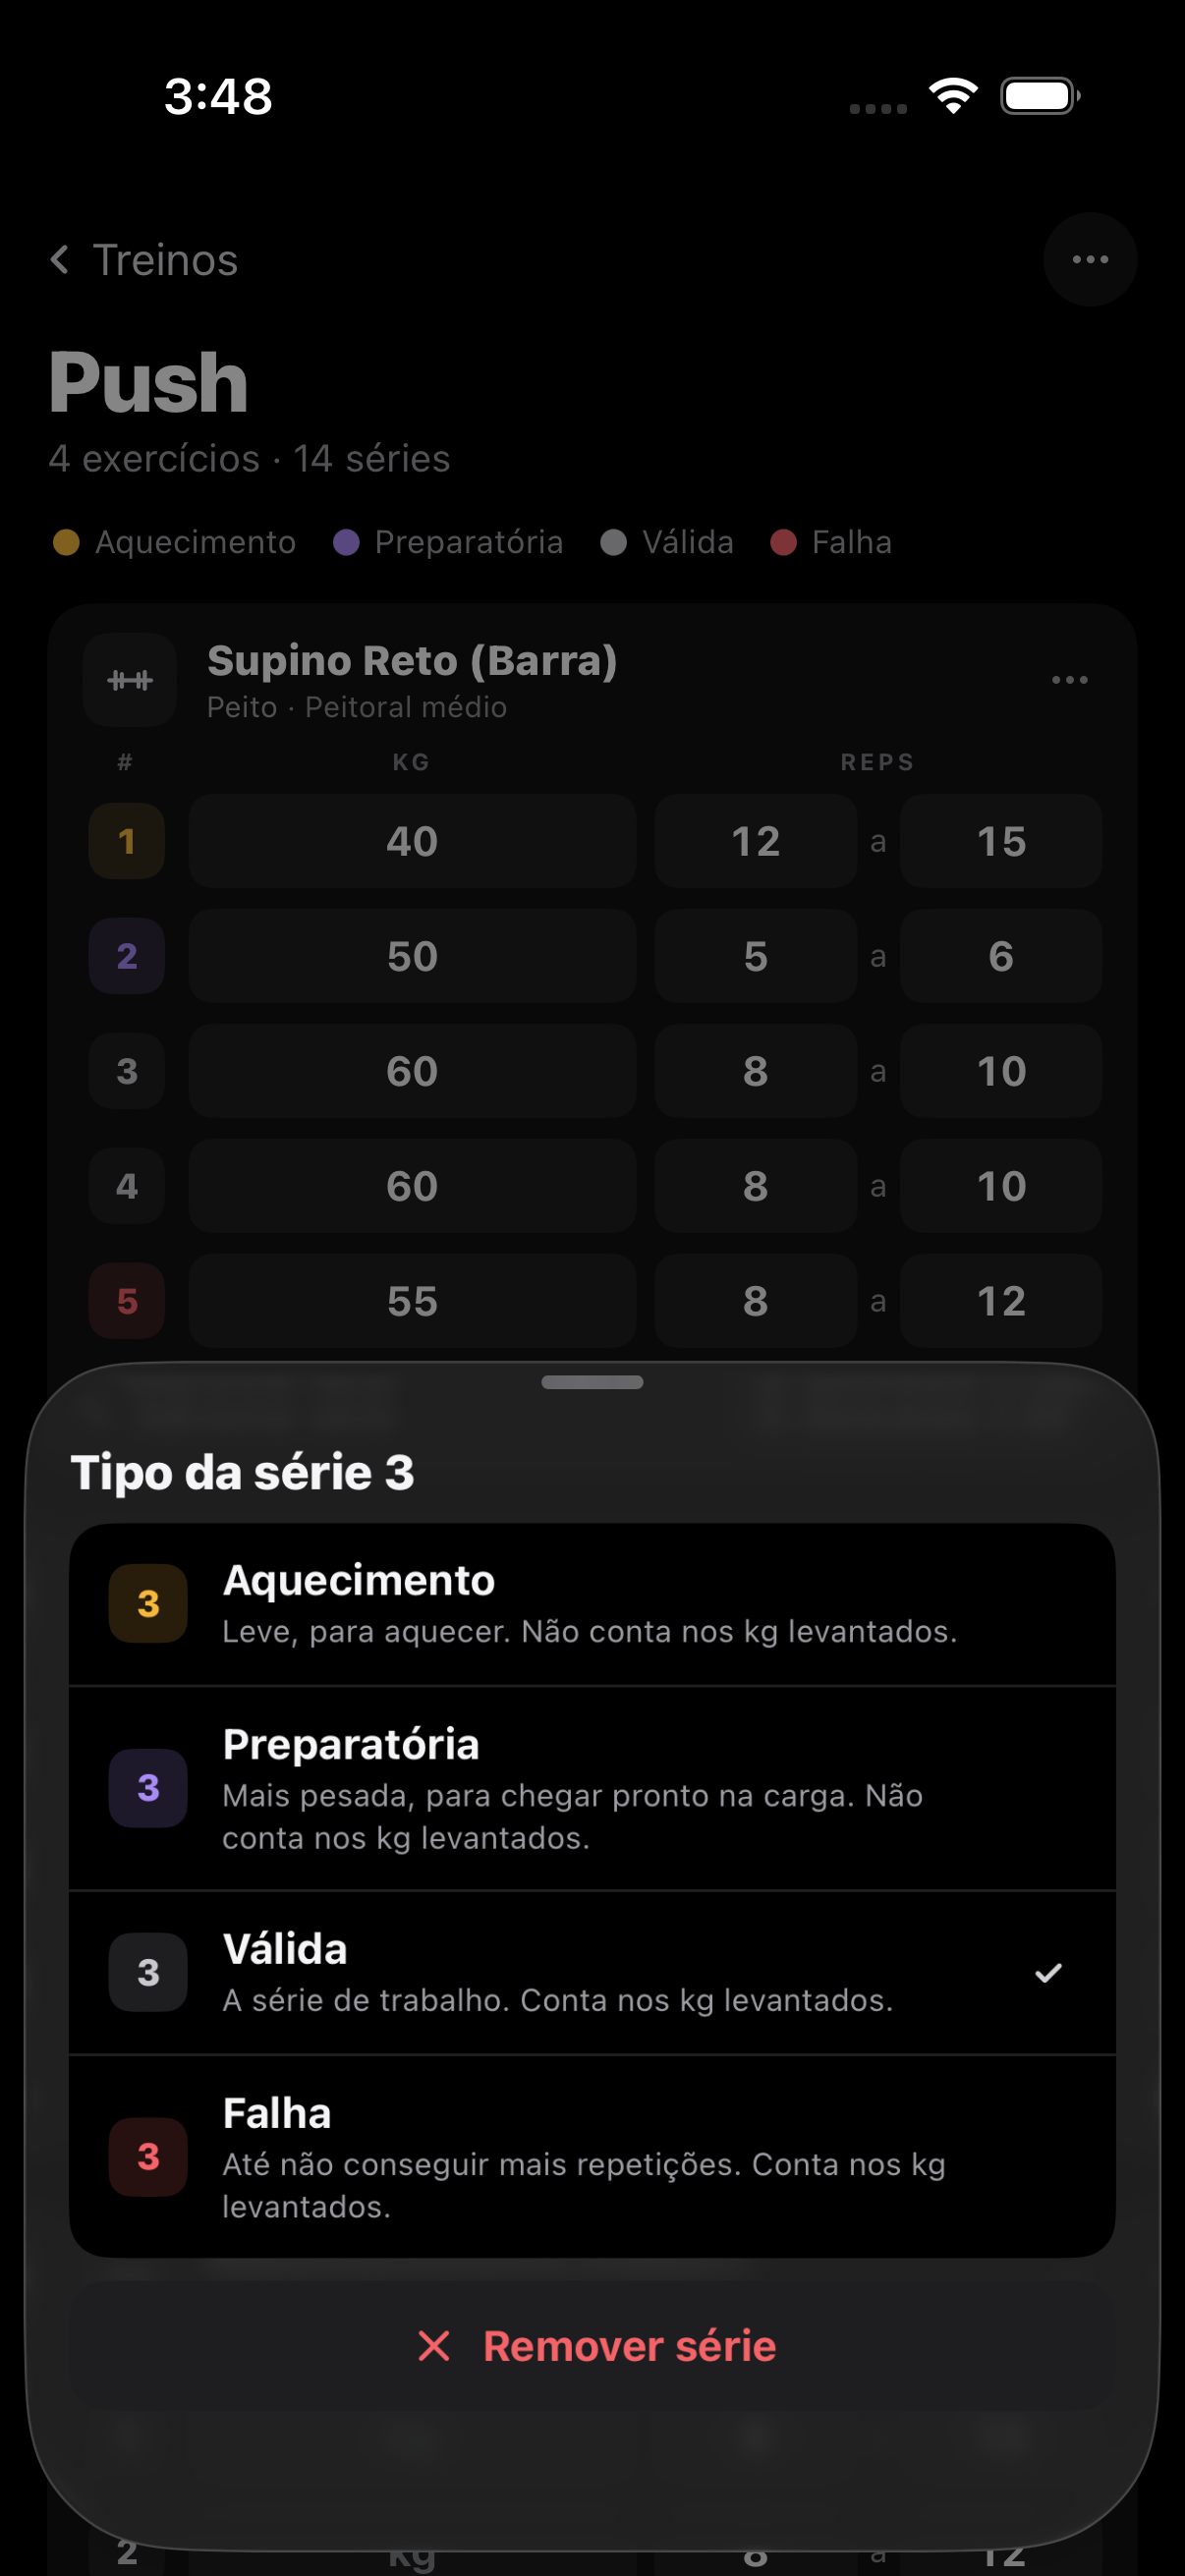 3:48
Treinos
Push
4 exercícios · 14 séries
Aquecimento Preparatória Válida Falha
Supino Reto (Barra)
Peito · Peitoral médio
# KG REPS
1 40 12 a 15
2 50 5 a 6
3 60 8 a 10
4 60 8 a 10
5 55 8 a 12
Tipo da série 3
3 Aquecimento
Leve, para aquecer. Não conta nos kg levantados.
3 Preparatória
Mais pesada, para chegar pronto na carga. Não
conta nos kg levantados.
3 Válida
A série de trabalho. Conta nos kg levantados.
3 Falha
Até não conseguir mais repetições. Conta nos kg
levantados.
Remover série
2 kg 8 a 12